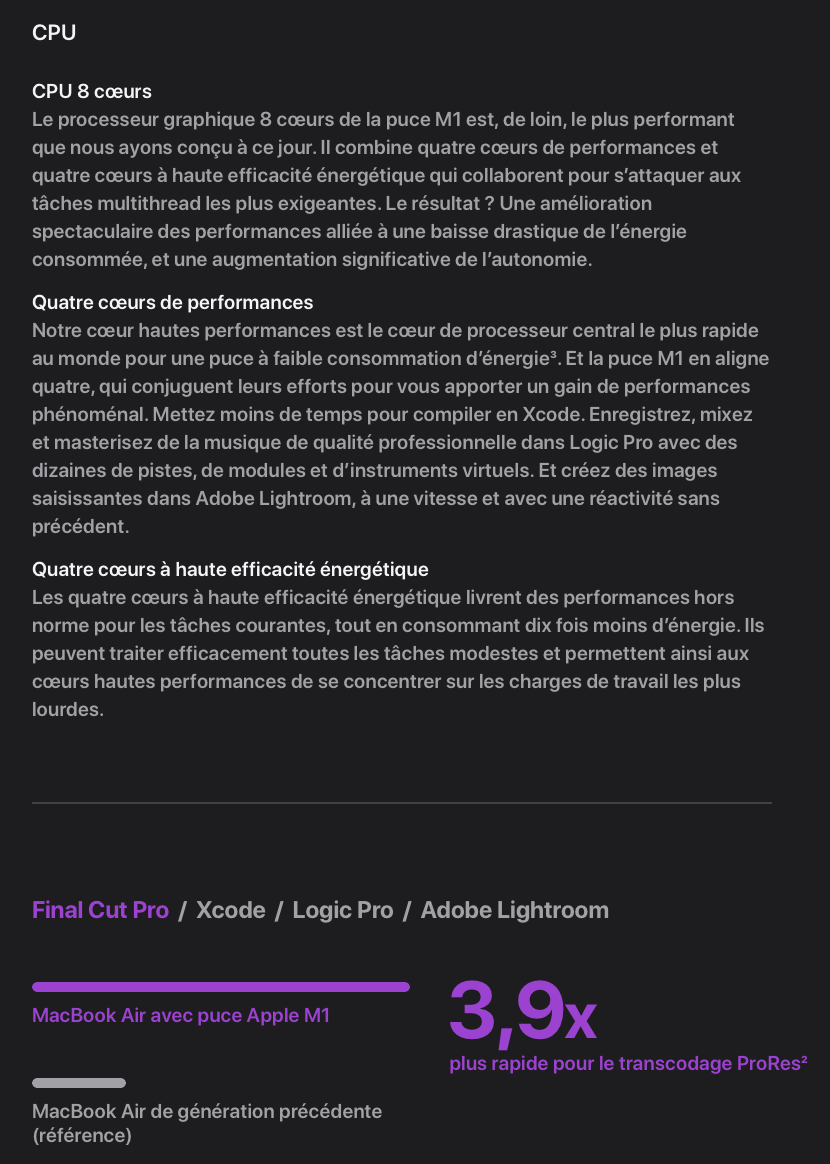 CPU
CPU 8 cœurs
Le processeur graphique 8 cœurs de la puce M1 est, de loin, le plus performant
que nous ayons conçu à ce jour. Il combine quatre cœurs de performances et
quatre cœurs à haute efficacité énergétique qui collaborent pour s’attaquer aux
tâches multithread les plus exigeantes. Le résultat ? Une amélioration
spectaculaire des performances alliée à une baisse drastique de l’énergie
consommée, et une augmentation significative de l’autonomie.
Quatre cœurs de performances
Notre cœur hautes performances est le cœur de processeur central le plus rapide
au monde pour une puce à faible consommation d’énergie³. Et la puce M1 en aligne
quatre, qui conjuguent leurs efforts pour vous apporter un gain de performances
phénoménal. Mettez moins de temps pour compiler en Xcode. Enregistrez, mixez
et masterisez de la musique de qualité professionnelle dans Logic Pro avec des
dizaines de pistes, de modules et d’instruments virtuels. Et créez des images
saisissantes dans Adobe Lightroom, à une vitesse et avec une réactivité sans
précédent.
Quatre cœurs à haute efficacité énergétique
Les quatre cœurs à haute efficacité énergétique livrent des performances hors
norme pour les tâches courantes, tout en consommant dix fois moins d’énergie. Ils
peuvent traiter efficacement toutes les tâches modestes et permettent ainsi aux
cœurs hautes performances de se concentrer sur les charges de travail les plus
lourdes.
Final Cut Pro / Xcode / Logic Pro / Adobe Lightroom
MacBook Air avec puce Apple M1
3,9x
plus rapide pour le transcodage ProRes²
MacBook Air de génération précédente
(référence)